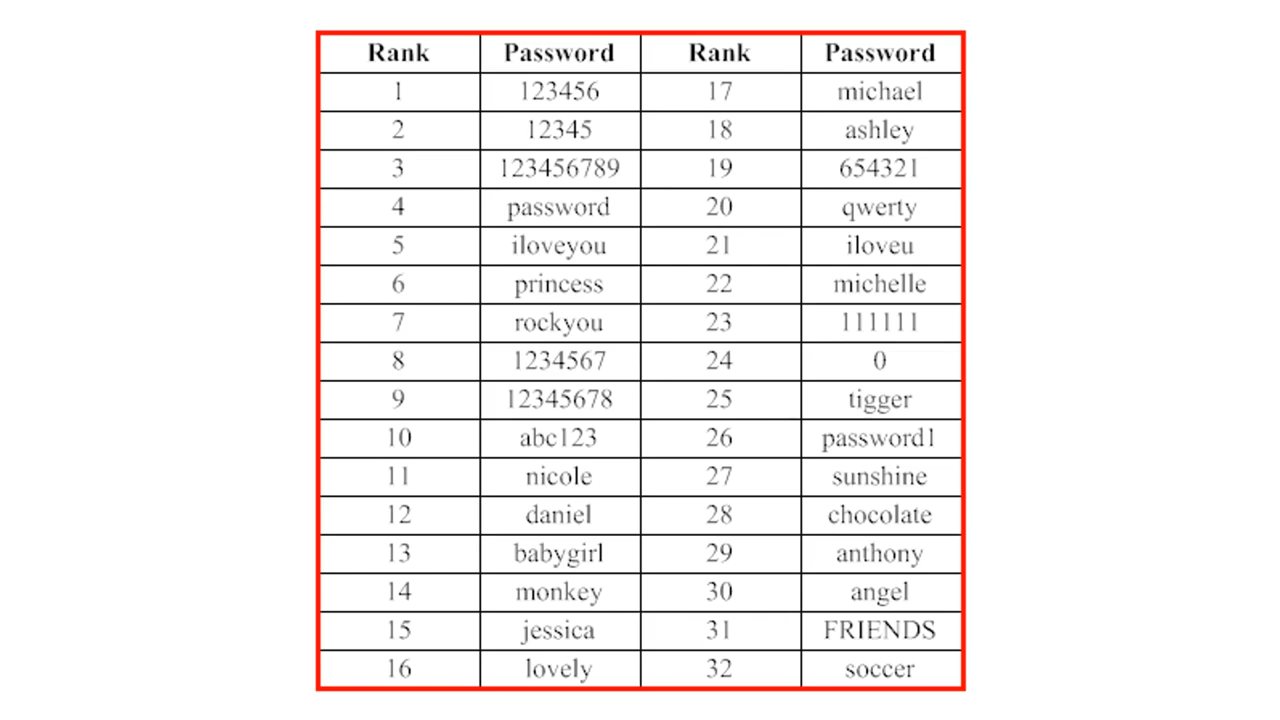 Rank Password Rank Password
1 123456 17 michael
2 12345 18 ashley
3 123456789 19 654321
4 password 20 qwerty
5 iloveyou 21 iloveu
6 princess 22 michelle
7 rockyou 23 111111
8 1234567 24 0
9 12345678 25 tigger
10 abc123 26 password1
11 nicole 27 sunshine
12 daniel 28 chocolate
13 babygirl 29 anthony
14 monkey 30 angel
15 jessica 31 FRIENDS
16 lovely 32 soccer